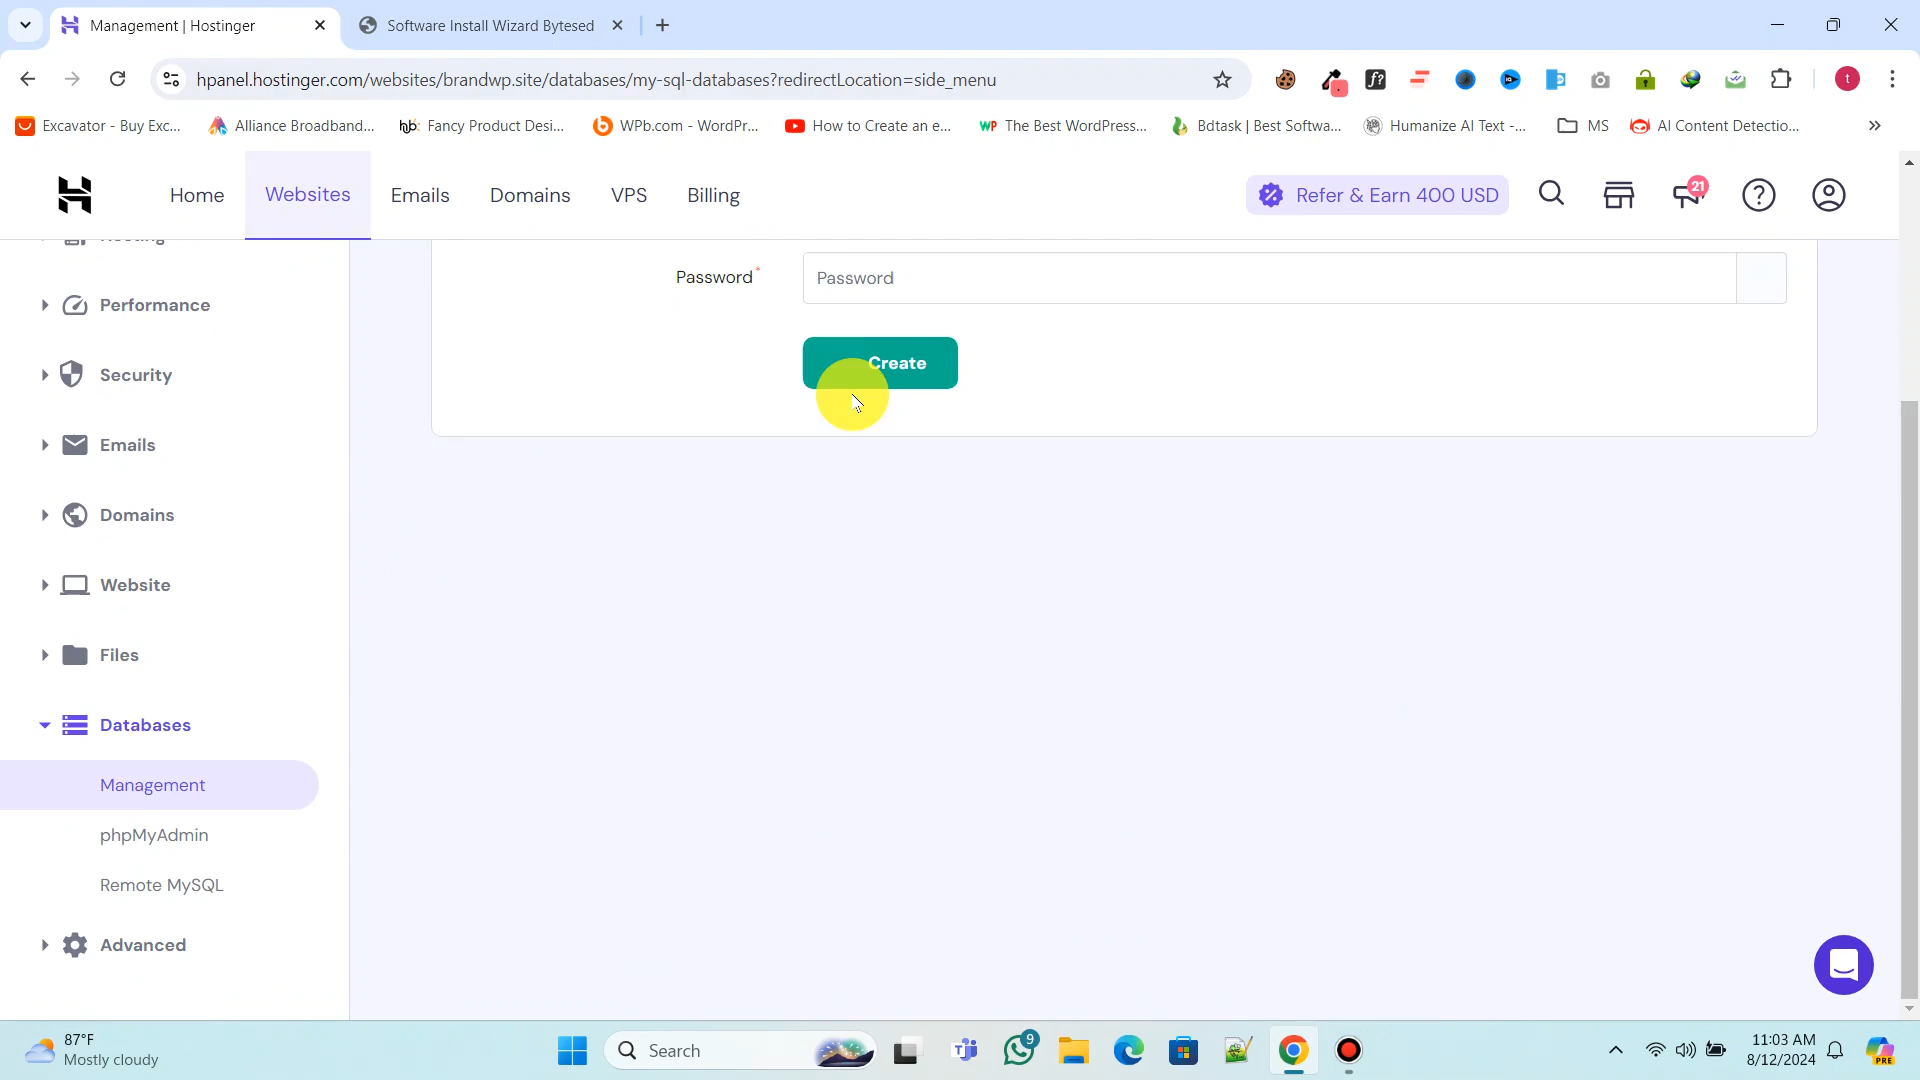 Management | Hostinger
Software Install Wizard Bytesed
hpanel.hostinger.com/websites/brandwp.site/databases/my-sql-databases?redirectLocation=side_menu
Excavator - Buy Exc...
Alliance Broadband...
Fancy Product Desi...
WPb.com - WordPr...
How to Create an e...
The Best WordPress...
Bdtask | Best Softwa...
Humanize AI Text -...
MS
AI Content Detectio...
Home
Websites
Emails
Domains
VPS
Billing
Refer & Earn 400 USD
21
Hosting
Performance
Security
Emails
Domains
Website
Files
Databases
Management
phpMyAdmin
Remote MySQL
Advanced
Password*
Password
Create
87°F
Mostly cloudy
Search
9
11:03 AM
8/12/2024
PRE